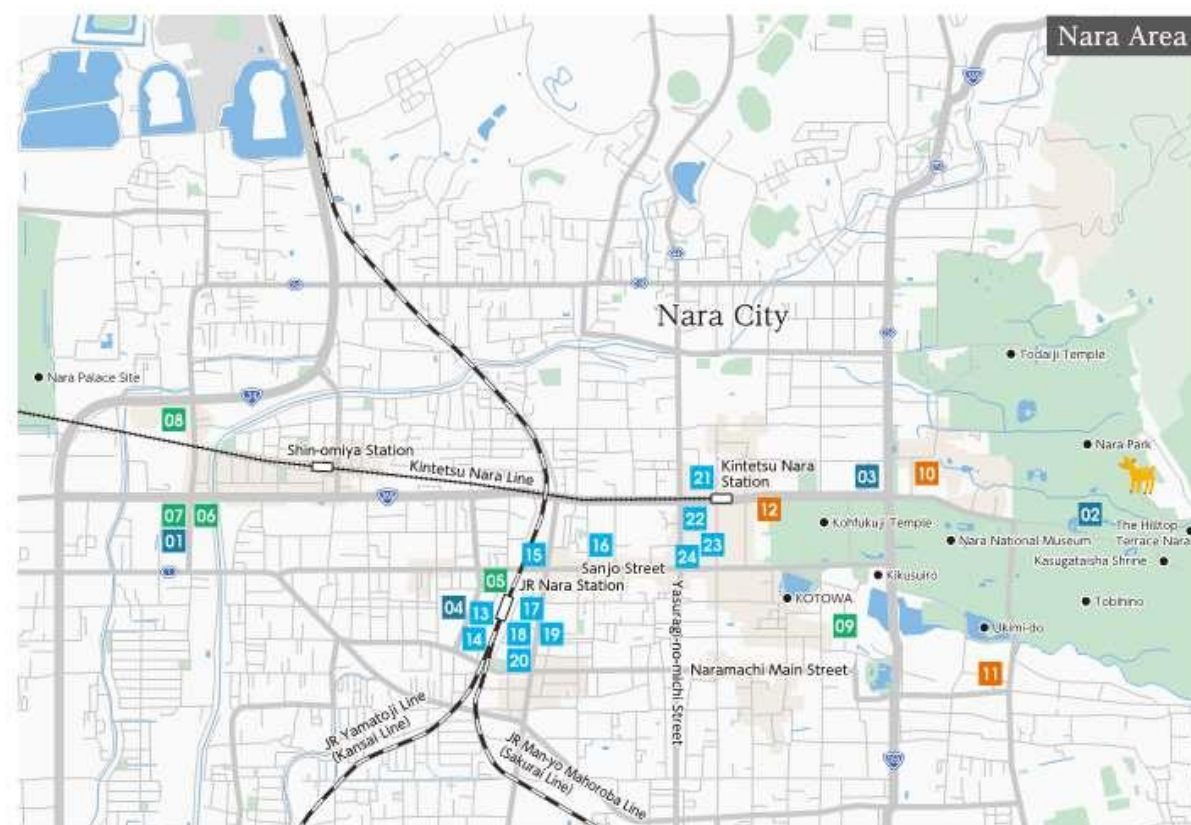 Nara Area
Nara City
Todaiji Temple
Nara Palace Site
08
Shin-omiya Station
Kintetsu Nara Line
Kintetsu Nara
Station
21
03
10
Nara Park
07
06
01
12
22
Kohfukuji Temple
02
The Hilltop
Terrace Nara
Nara National Museum
Kasugataisha Shrine
15
16
23
24
Sanjo Street
05
JR Nara Station
Kikusuiro
KOTOWA
Tobihino
04
13
17
14
18
19
20
09
Ukimi-do
Yasuragi-no-michi Street
Naramachi Main Street
11
JR Yamatoji Line
(Kansai Line)
JR Man-yo Mahoroba Line
(Sakurai Line)